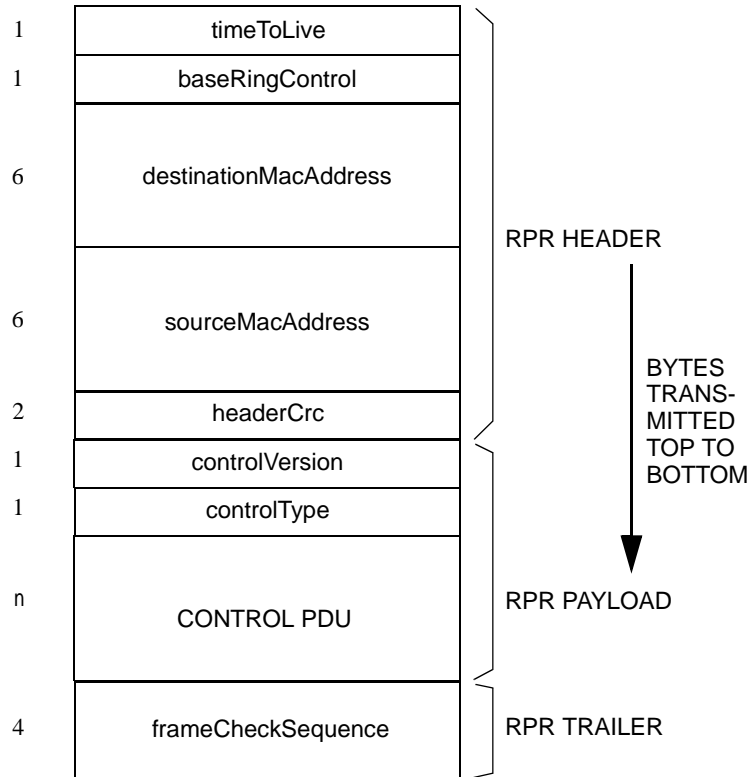 1 timeToLive
1 baseRingControl
6 destinationMacAddress
RPR HEADER
6 sourceMacAddress
BYTES
TRANS-
MITTED
TOP TO
BOTTOM
2 headerCrc
1 controlVersion
1 controlType
n CONTROL PDU
RPR PAYLOAD
4 frameCheckSequence
RPR TRAILER